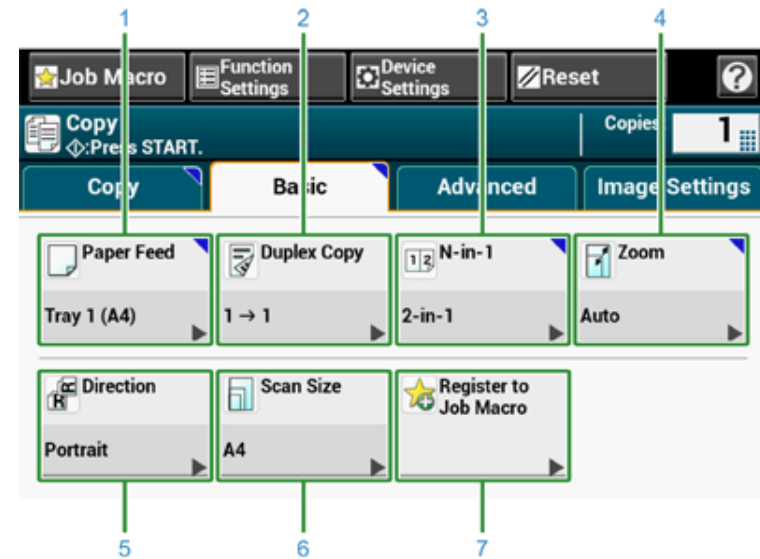 1 2 3 4
Job Macro Function Settings Device Settings Reset ?
Copy Copies: 1
:Press START.
Copy Basic Advanced Image Settings
Paper Feed Duplex Copy 1 2 N-in-1 Zoom
Tray 1 (A4) 1 → 1 2-in-1 Auto
Direction Scan Size Register to Job Macro
Portrait A4
5 6 7